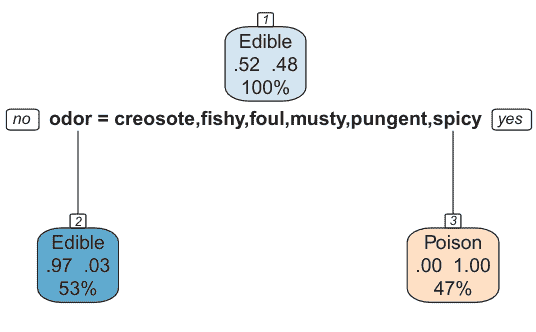 1
Edible
.52 .48
100%
no odor = creosote,fishy,foul,musty,pungent,spicy yes
2
Edible
.97 .03
53%
3
Poison
.00 1.00
47%